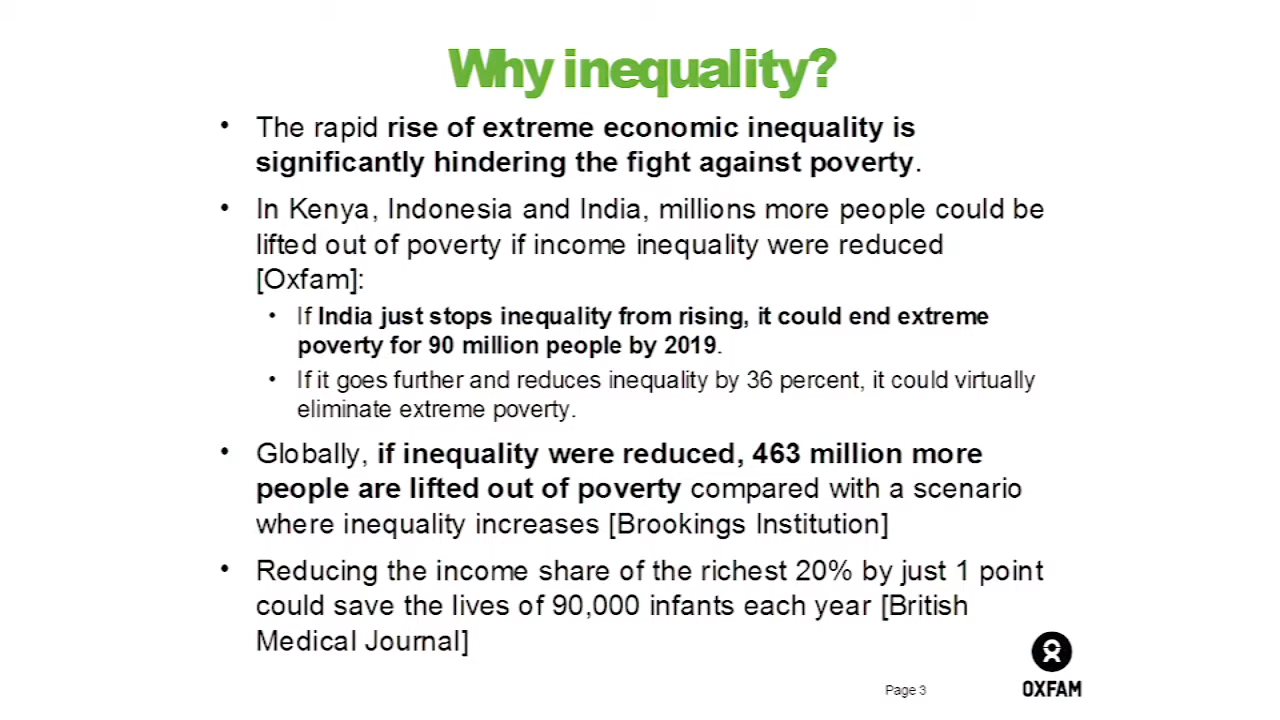 Why inequality?
• The rapid rise of extreme economic inequality is
significantly hindering the fight against poverty.
• In Kenya, Indonesia and India, millions more people could be
lifted out of poverty if income inequality were reduced
[Oxfam]:
• If India just stops inequality from rising, it could end extreme
poverty for 90 million people by 2019.
• If it goes further and reduces inequality by 36 percent, it could virtually
eliminate extreme poverty.
• Globally, if inequality were reduced, 463 million more
people are lifted out of poverty compared with a scenario
where inequality increases [Brookings Institution]
• Reducing the income share of the richest 20% by just 1 point
could save the lives of 90,000 infants each year [British
Medical Journal]
Page 3
OXFAM